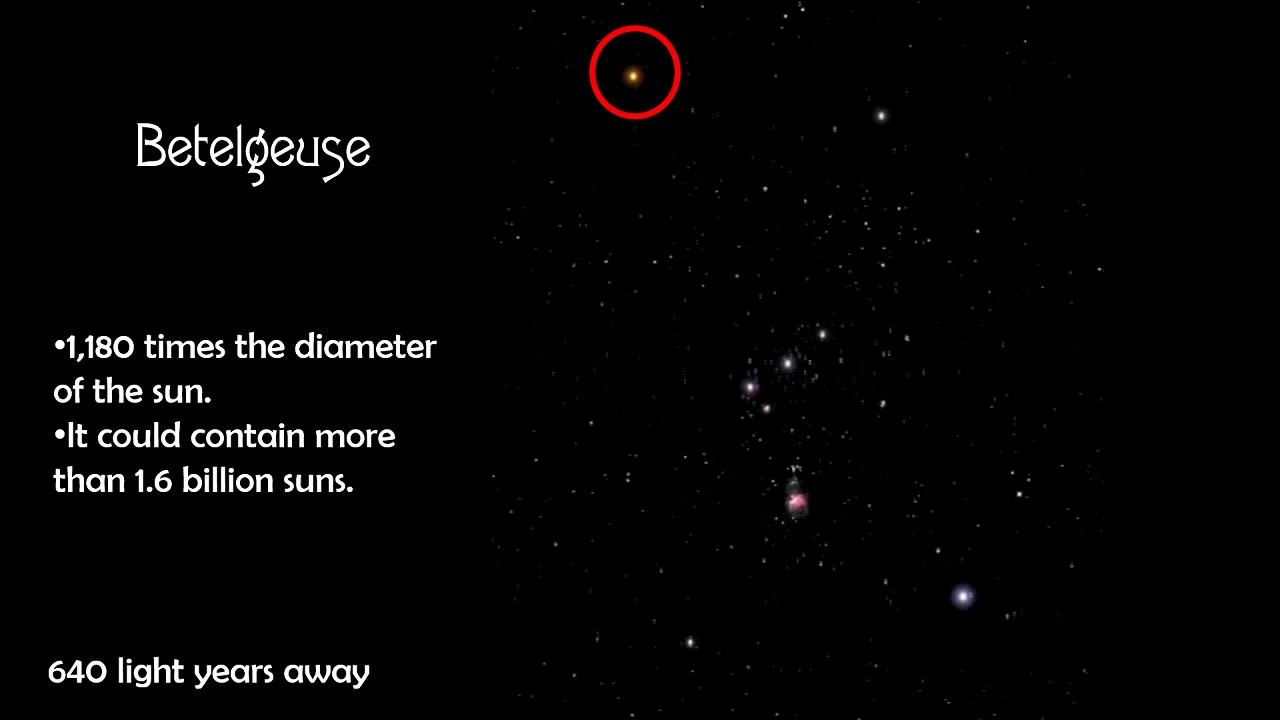 Betelgeuse
•1,180 times the diameter
of the sun.
•It could contain more
than 1.6 billion suns.
640 light years away